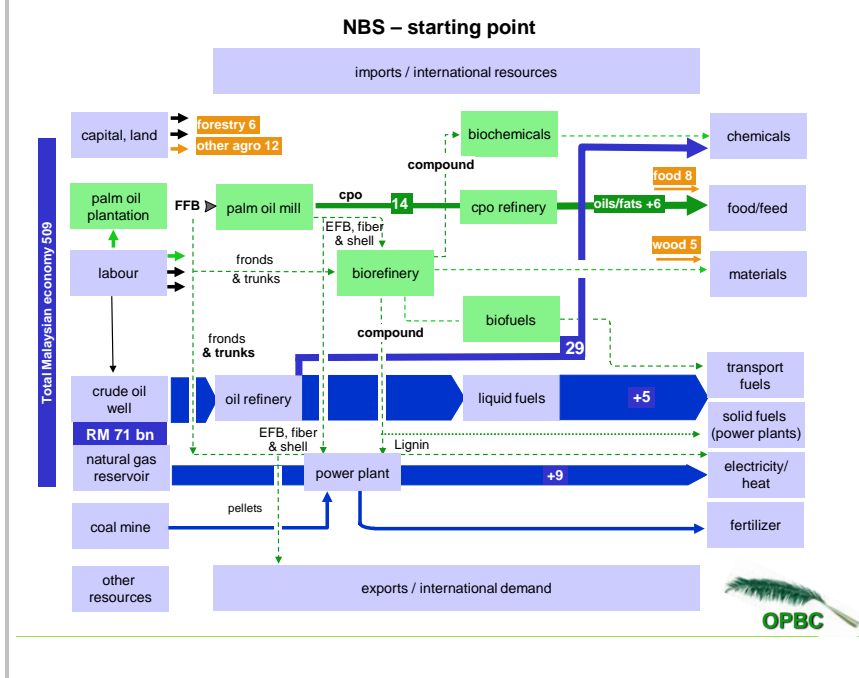 NBS – starting point
imports / international resources
Total Malaysian economy 509
capital, land
forestry 6
other agro 12
biochemicals
chemicals
compound
food 8
palm oil
plantation
FFB
palm oil mill
cpo
14
cpo refinery
oils/fats +6
food/feed
EFB, fiber
& shell
wood 5
labour
fronds
& trunks
biorefinery
materials
biofuels
compound
fronds
& trunks
29
transport
fuels
crude oil
well
oil refinery
liquid fuels
+5
solid fuels
(power plants)
RM 71 bn
EFB, fiber
& shell
Lignin
natural gas
reservoir
power plant
+9
electricity/
heat
pellets
coal mine
fertilizer
other
resources
exports / international demand
OPBC